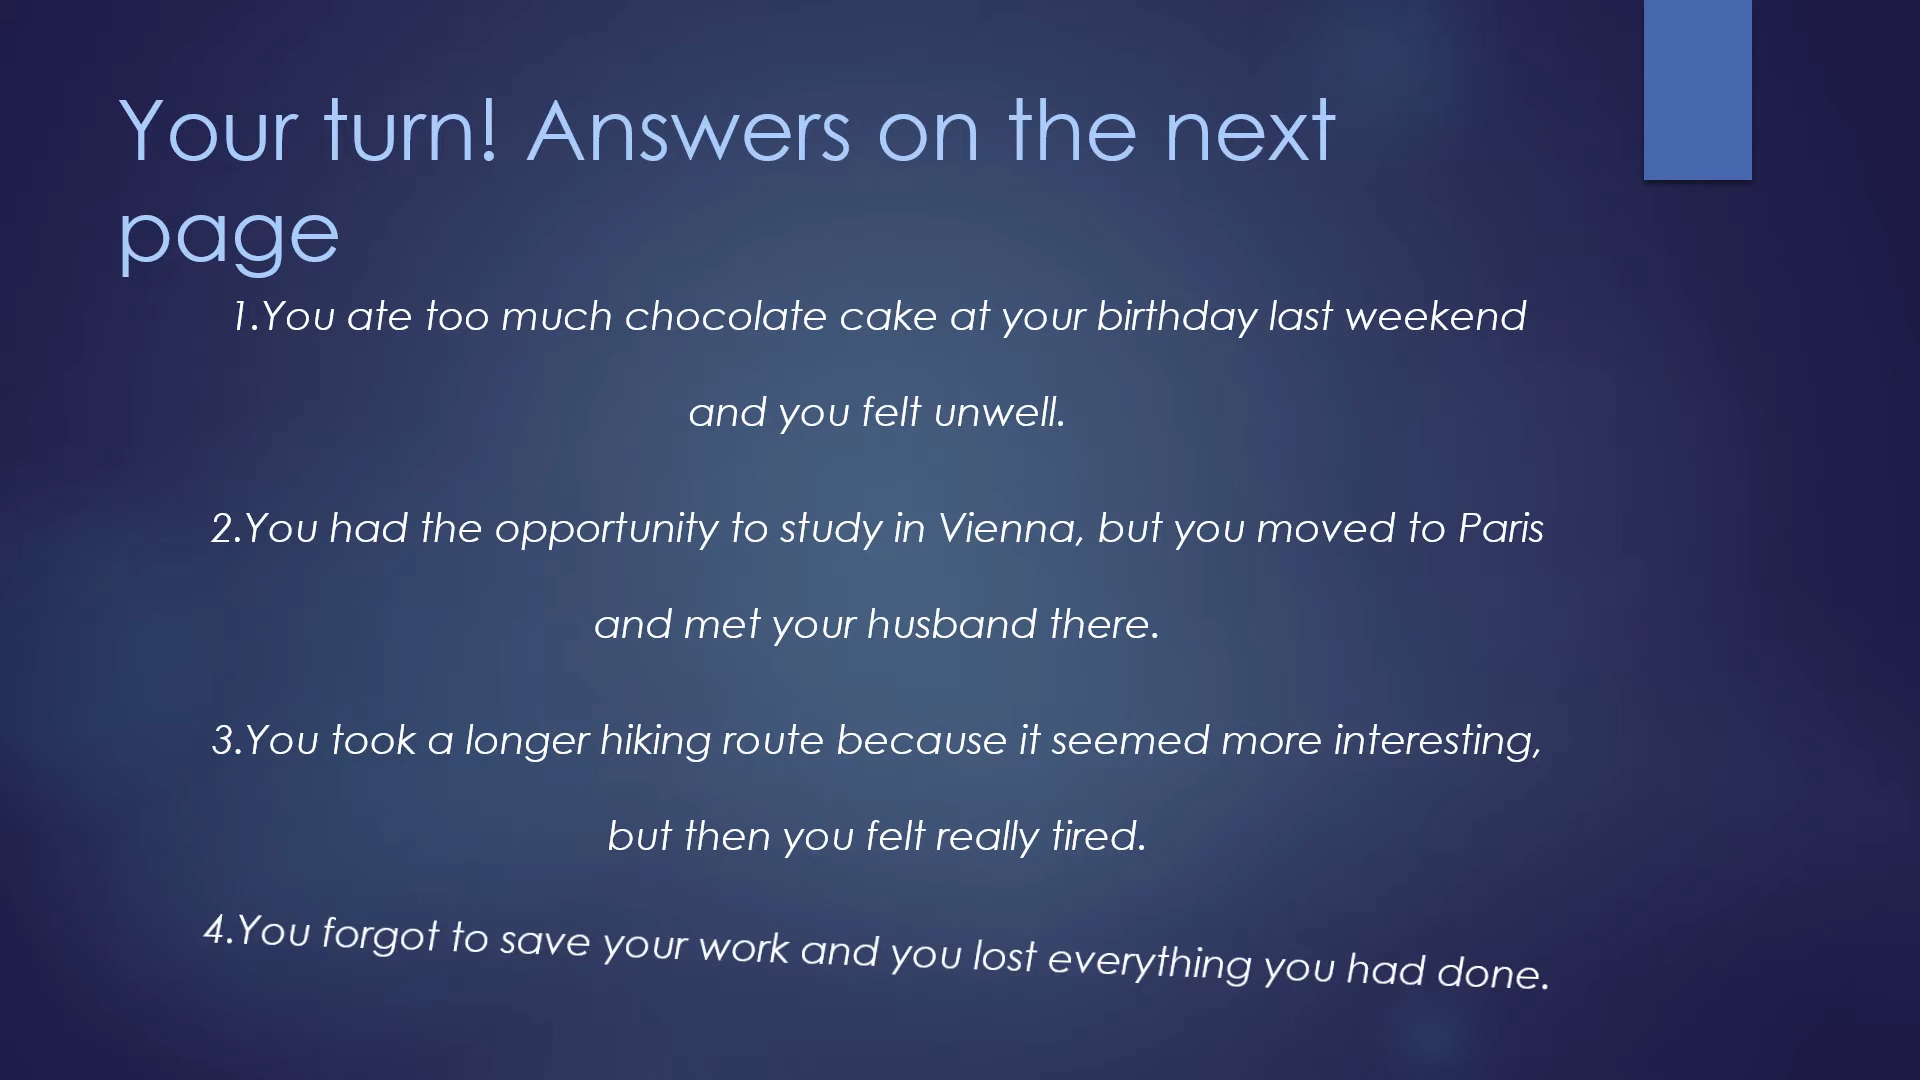 Your turn! Answers on the next
page
1.You ate too much chocolate cake at your birthday last weekend
and you felt unwell.
2.You had the opportunity to study in Vienna, but you moved to Paris
and met your husband there.
3.You took a longer hiking route because it seemed more interesting,
but then you felt really tired.
4.You forgot to save your work and you lost everything you had done.